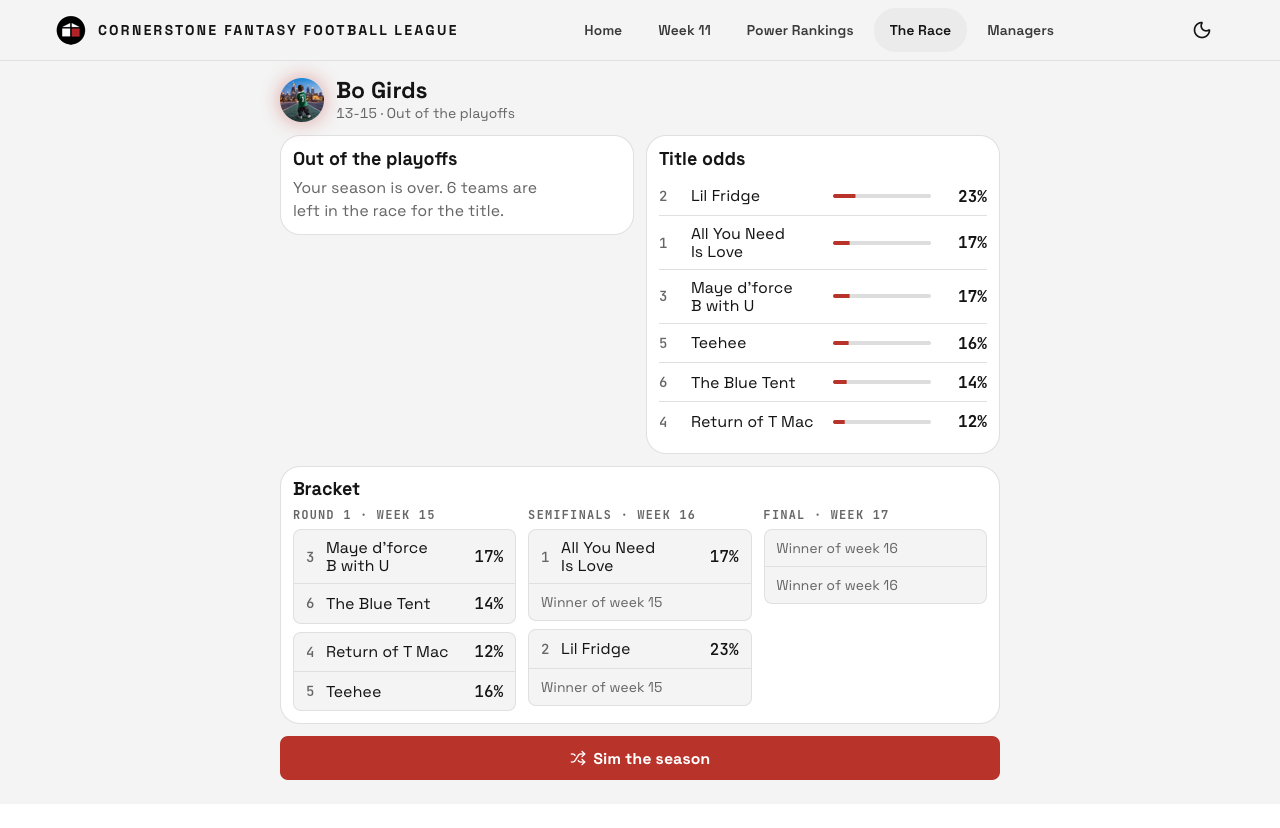 CORNERSTONE FANTASY FOOTBALL LEAGUE
Home
Week 11
Power Rankings
The Race
Managers
Bo Girds
13-15 · Out of the playoffs
Out of the playoffs
Your season is over. 6 teams are
left in the race for the title.
Title odds
2 Lil Fridge 23%
1 All You Need
Is Love 17%
3 Maye d’force
B with U 17%
5 Teehee 16%
6 The Blue Tent 14%
4 Return of T Mac 12%
Bracket
ROUND 1 · WEEK 15
3 Maye d’force
B with U 17%
6 The Blue Tent 14%
4 Return of T Mac 12%
5 Teehee 16%
SEMIFINALS · WEEK 16
1 All You Need
Is Love 17%
Winner of week 15
2 Lil Fridge 23%
Winner of week 15
FINAL · WEEK 17
Winner of week 16
Winner of week 16
Sim the season